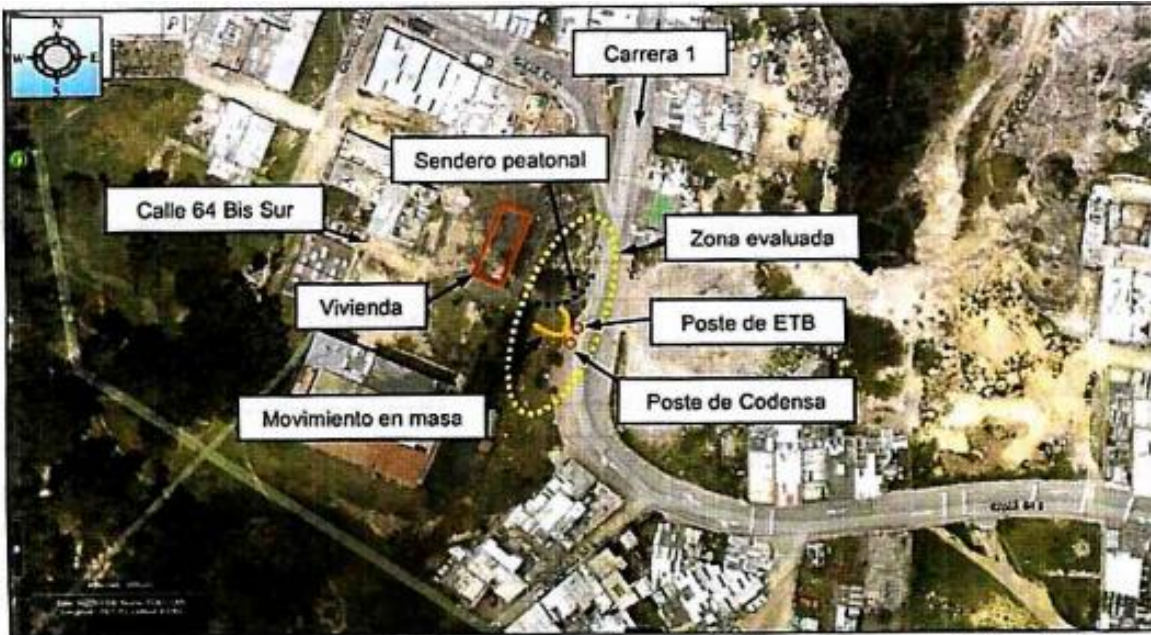 N
W E
S
Carrera 1
Sendero peatonal
Calle 64 Bis Sur
Zona evaluada
Vivienda
Poste de ETB
Movimiento en masa
Poste de Codensa